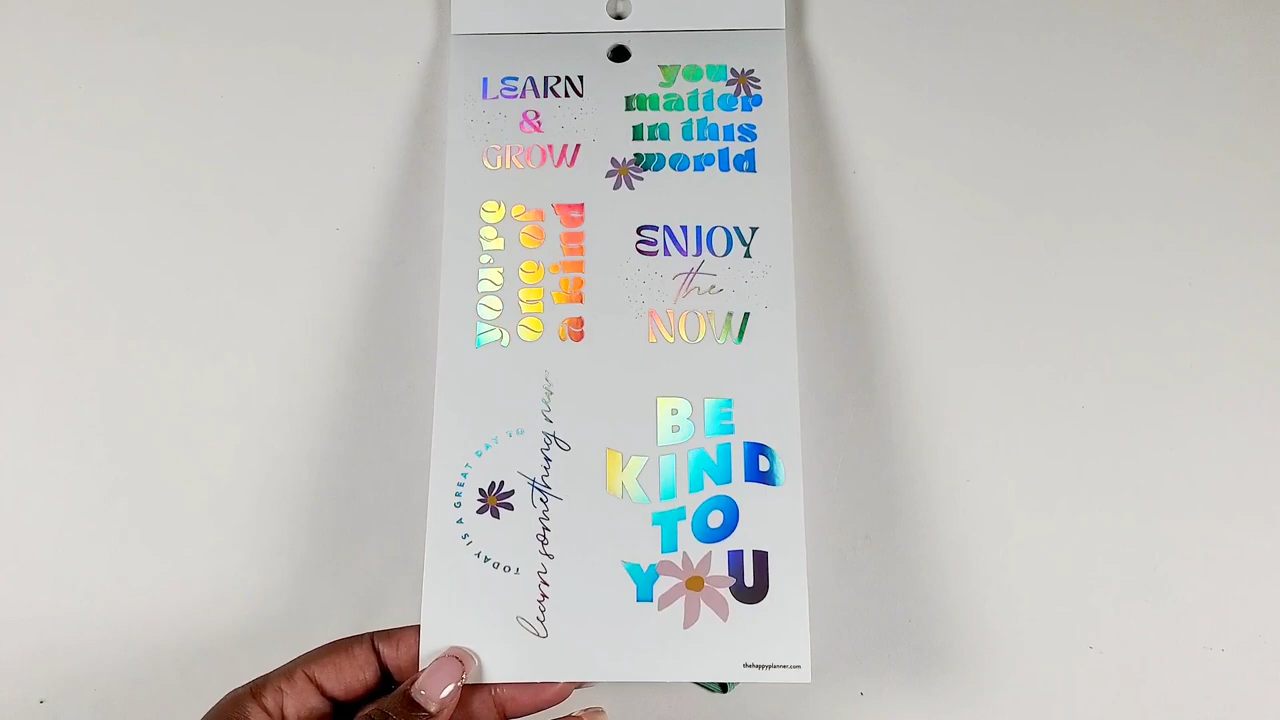 LEARN
&
GROW
you
matter
in this
world
you're
one of
a kind
ENJOY
the
NOW
TODAY IS A GREAT DAY TO
learn something new
BE
KIND
TO
YU
thehappyplanner.com